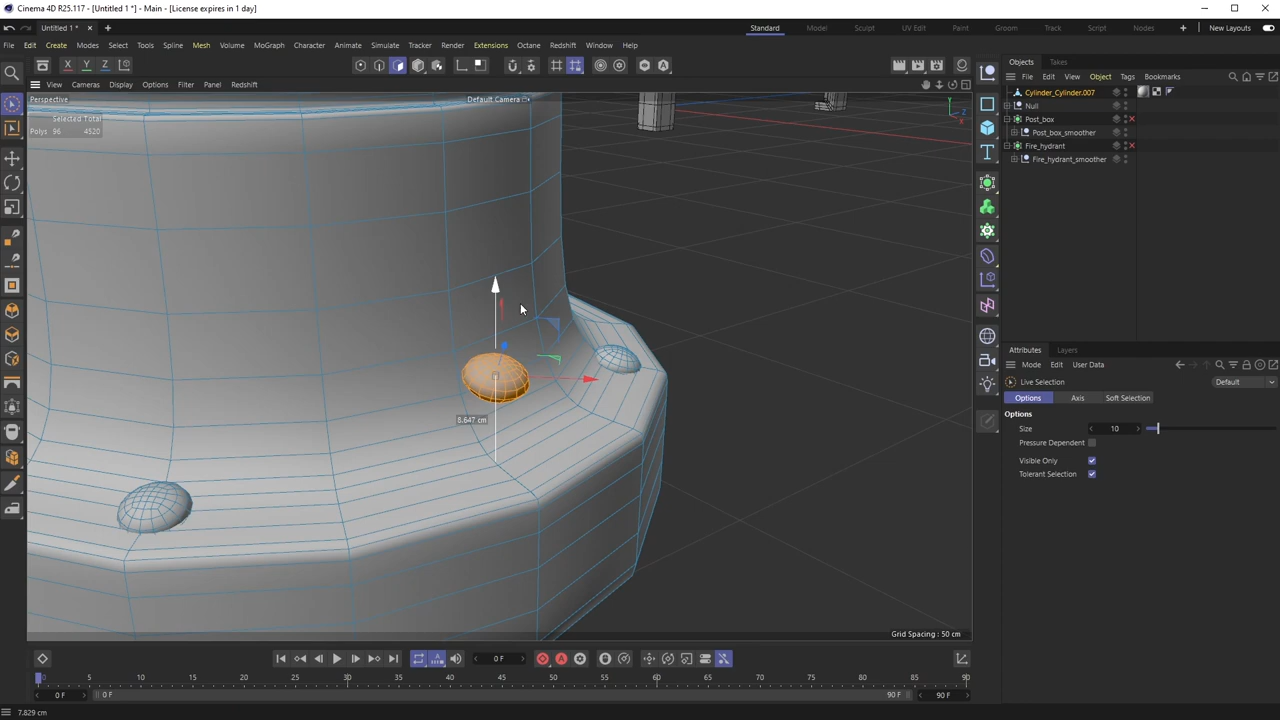 Cinema 4D R25.117 - [Untitled 1 *] - Main - [License expires in 1 day]
Untitled 1 *
Standard Model Sculpt UV Edit Paint Groom Track Script Nodes New Layouts
File Edit Create Modes Select Tools Spline Mesh Volume MoGraph Character Animate Simulate Tracker Render Extensions Octane Redshift Window Help
X Y Z
Objects Takes
File Edit View Object Tags Bookmarks
View Cameras Display Options Filter Panel Redshift
Perspective
Default Camera
Cylinder_Cylinder.007
Null
Post_box
Post_box_smoother
Fire_hydrant
Fire_hydrant_smoother
Selected Total
Polys 96 4520
8.647 cm
Grid Spacing : 50 cm
Attributes Layers
Mode Edit User Data
Live Selection
Default
Options Axis Soft Selection
Options
Size 10
Pressure Dependent
Visible Only
Tolerant Selection
0 F
0 5 10 15 20 25 30 35 40 45 50 55 60 65 70 75 80 85 90
0 F 0 F 90 F 90 F
7.829 cm